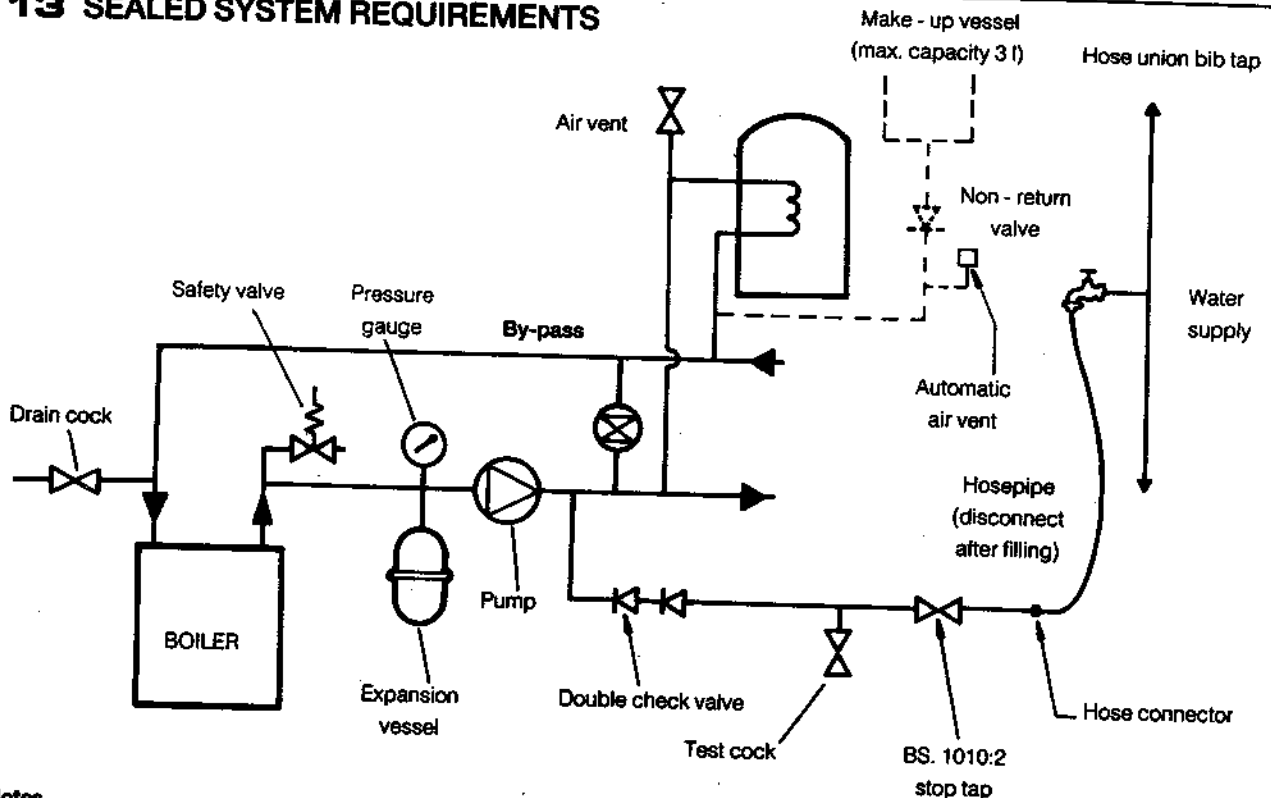 13 SEALED SYSTEM REQUIREMENTS
Make - up vessel
(max. capacity 3 l)
Hose union bib tap
Air vent
Non - return
valve
Safety valve
Pressure
gauge
By-pass
Water
supply
Drain cock
Automatic
air vent
Hosepipe
(disconnect
after filling)
Pump
BOILER
Expansion
vessel
Double check valve
Test cock
Hose connector
BS. 1010:2
stop tap